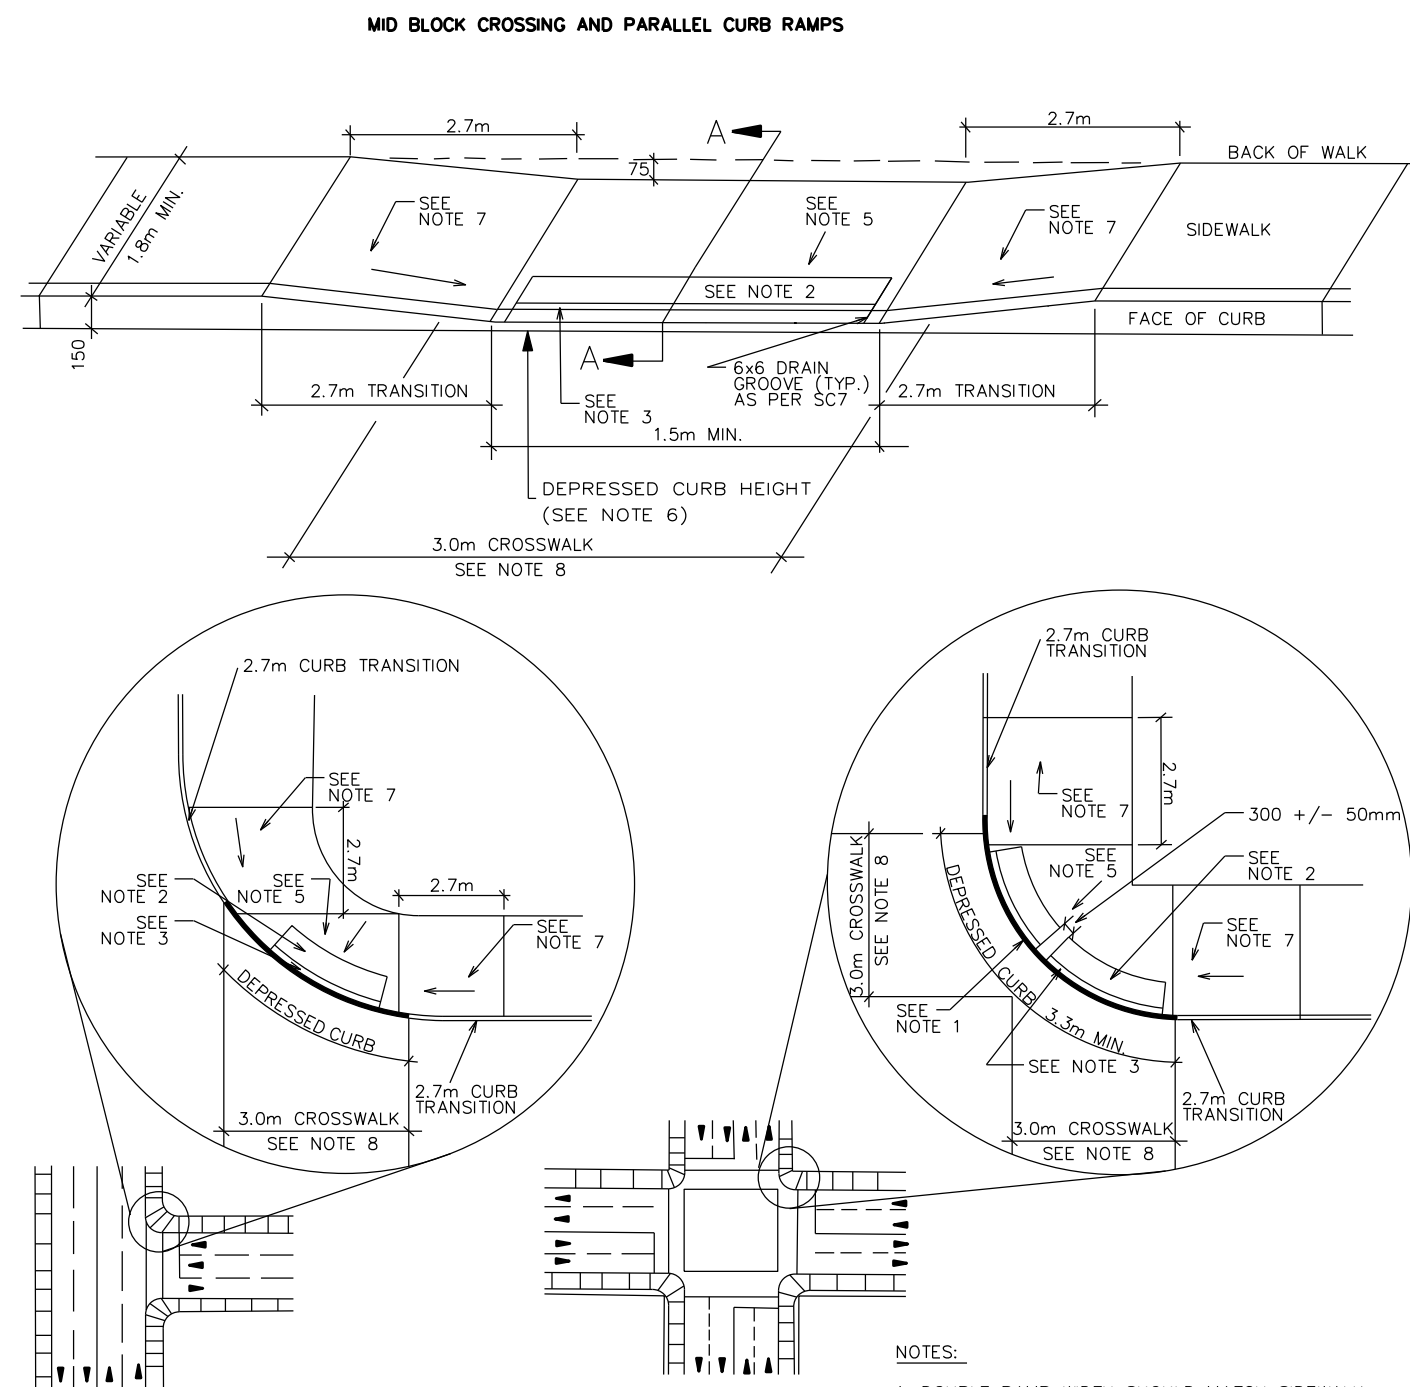 MID BLOCK CROSSING AND PARALLEL CURB RAMPS
2.7m
A
2.7m
BACK OF WALK
75
VARIABLE
1.8m MIN.
SEE
NOTE 7
SEE
NOTE 5
SEE
NOTE 7
SIDEWALK
SEE NOTE 2
FACE OF CURB
150
A
6x6 DRAIN
GROOVE (TYP.)
AS PER SC7
2.7m TRANSITION
SEE
NOTE 3
2.7m TRANSITION
1.5m MIN.
DEPRESSED CURB HEIGHT
(SEE NOTE 6)
3.0m CROSSWALK
SEE NOTE 8
2.7m CURB TRANSITION
SEE
NOTE 7
2.7m
SEE
NOTE 2
SEE
NOTE 5
2.7m
SEE
NOTE 3
SEE
NOTE 7
DEPRESSED CURB
2.7m CURB
TRANSITION
3.0m CROSSWALK
SEE NOTE 8
2.7m CURB
TRANSITION
2.7m
SEE
NOTE 7
300 +/- 50mm
SEE
NOTE 5
SEE
NOTE 2
3.0m CROSSWALK
SEE NOTE 8
DEPRESSED CURB
3.3m MIN.
SEE
NOTE 7
SEE
NOTE 1
SEE NOTE 3
2.7m CURB
TRANSITION
3.0m CROSSWALK
SEE NOTE 8
NOTES: